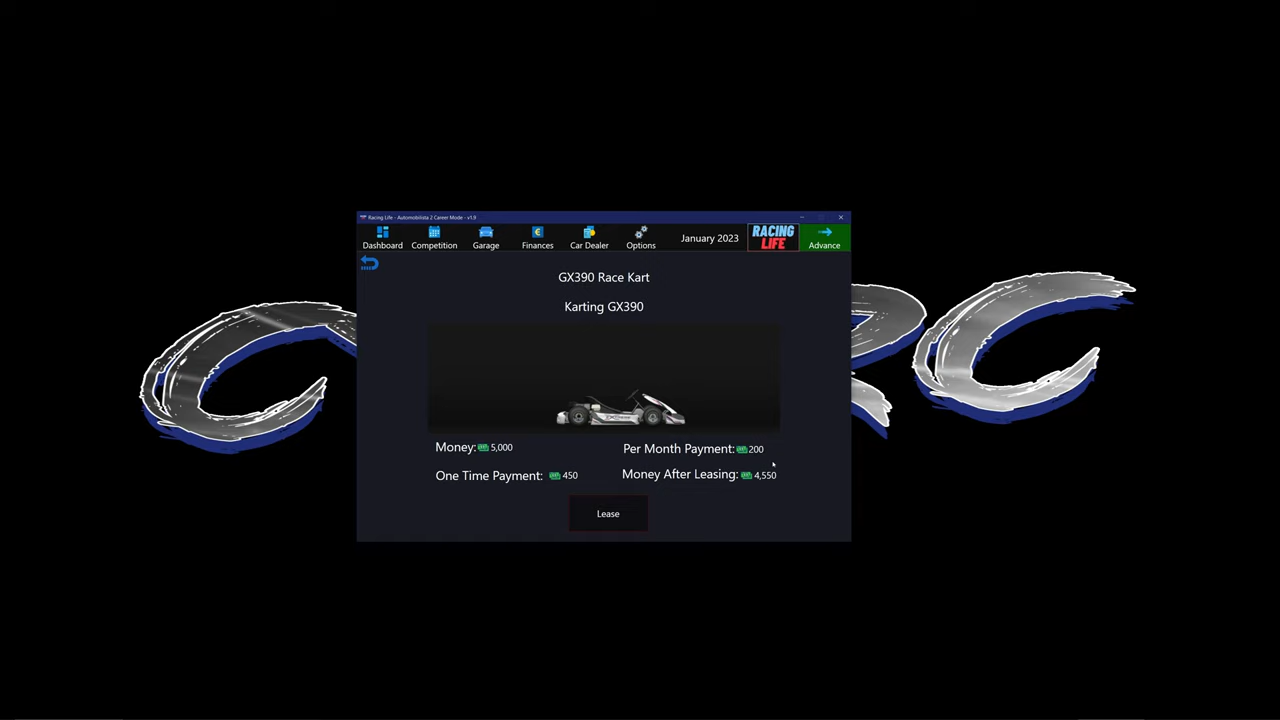 Racing Life - Automobilista 2 Career Mode - v1.9
Dashboard Competition Garage Finances Car Dealer Options January 2023 RACING LIFE Advance
GX390 Race Kart
Karting GX390
Money: 5,000 Per Month Payment: 200
One Time Payment: 450 Money After Leasing: 4,550
Lease